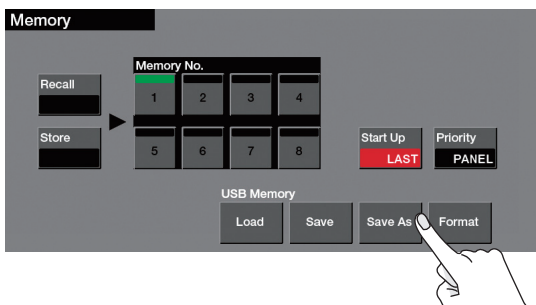 Memory
Memory No.
Recall
1 2 3 4
Store
5 6 7 8
Start Up
LAST
Priority
PANEL
USB Memory
Load Save Save As Format